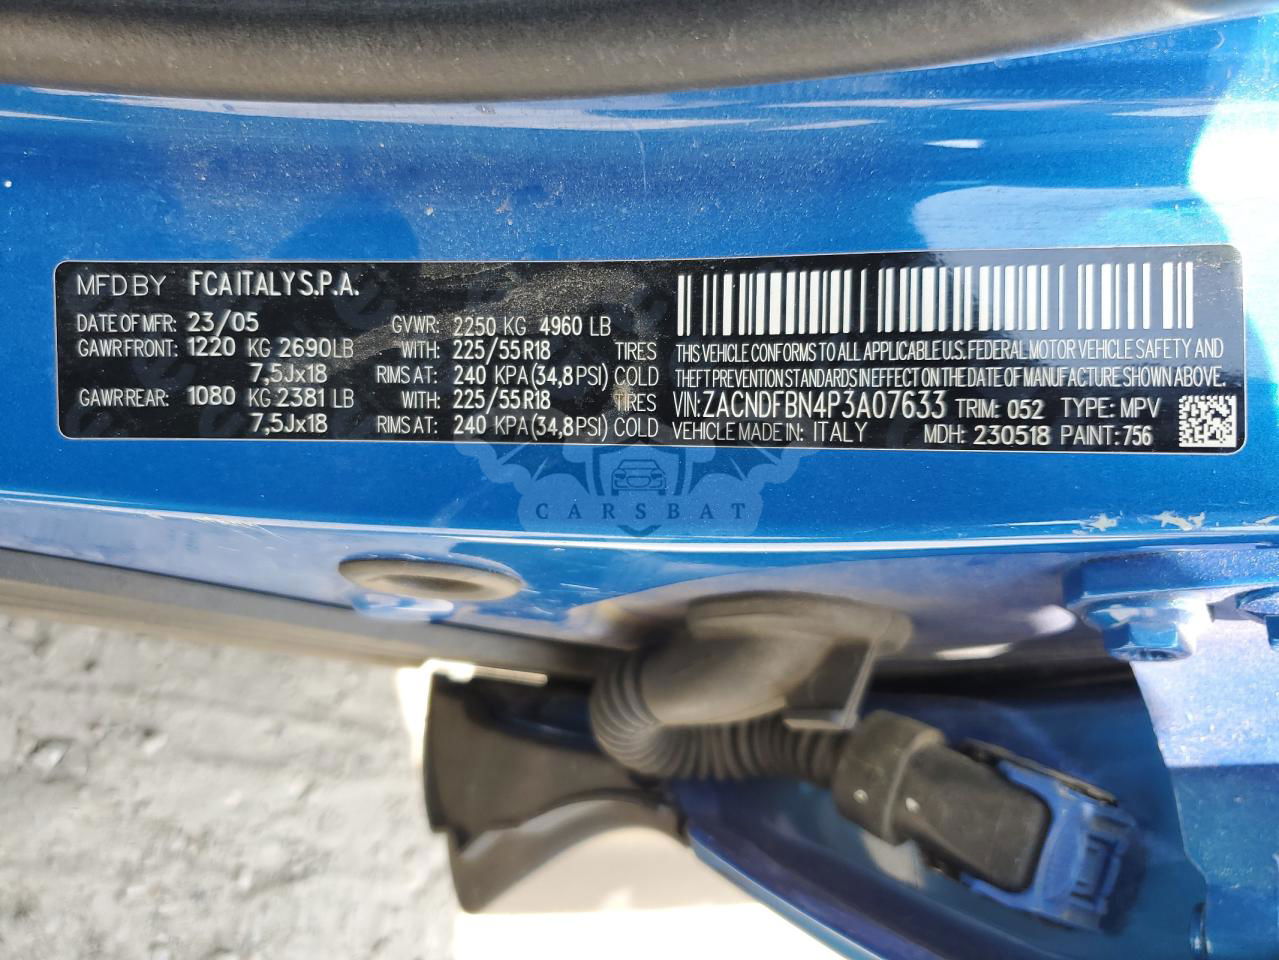 MFD BY FCA ITALY S.P.A.
DATE OF MFR: 23/05 GVWR: 2250 KG 4960 LB
GAWR FRONT: 1220 KG 2690 LB WITH: 225/55 R18 TIRES
7,5Jx18 RIMS AT: 240 KPA (34,8 PSI) COLD
GAWR REAR: 1080 KG 2381 LB WITH: 225/55 R18 TIRES
7,5Jx18 RIMS AT: 240 KPA (34,8 PSI) COLD
THIS VEHICLE CONFORMS TO ALL APPLICABLE U.S. FEDERAL MOTOR VEHICLE SAFETY AND
THEFT PREVENTION STANDARDS IN EFFECT ON THE DATE OF MANUFACTURE SHOWN ABOVE.
VIN: ZACNDFBN4P3A07633 TRIM: 052 TYPE: MPV
VEHICLE MADE IN: ITALY MDH: 230518 PAINT: 756
CARSBAT